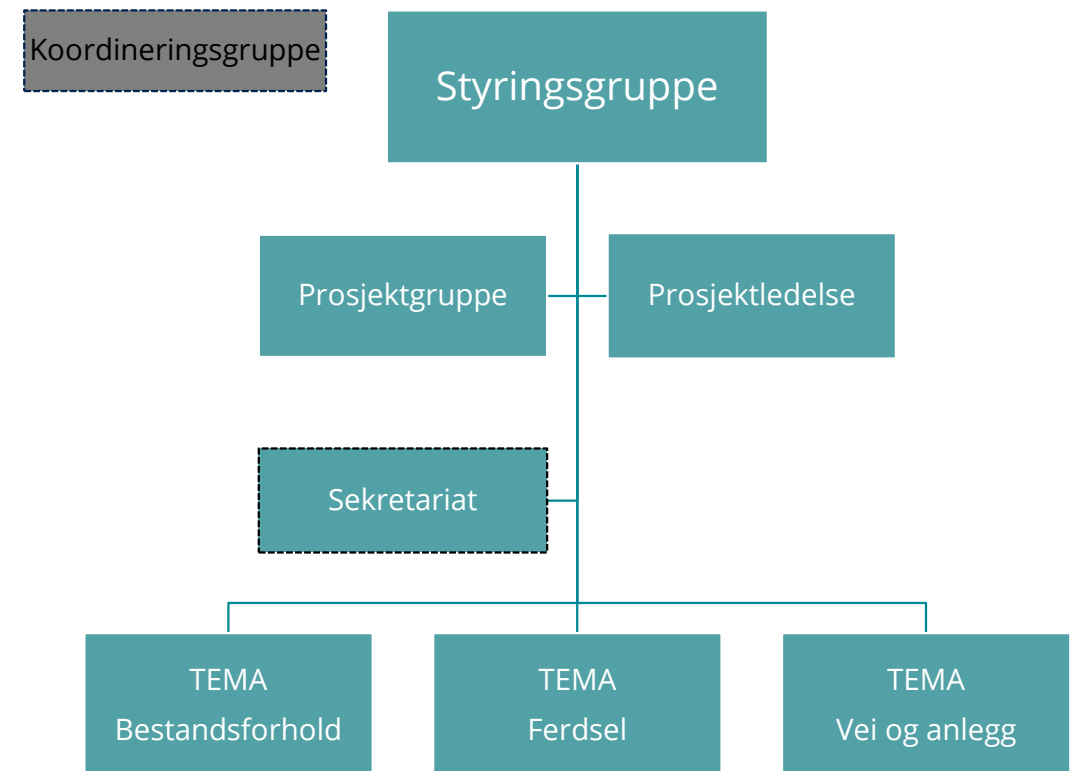 Koordineringsgruppe
Styringsgruppe
Prosjektgruppe
Prosjektledelse
Sekretariat
TEMA
Bestandsforhold
TEMA
Ferdsel
TEMA
Vei og anlegg